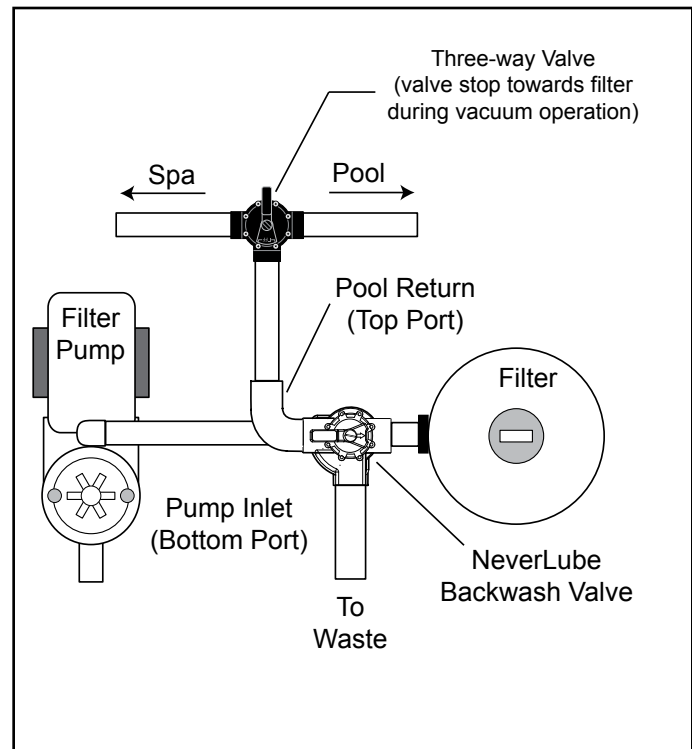 Three-way Valve
(valve stop towards filter
during vacuum operation)
Spa
Pool
Pool Return
(Top Port)
Filter
Pump
Filter
Pump Inlet
(Bottom Port)
NeverLube
Backwash Valve
To
Waste